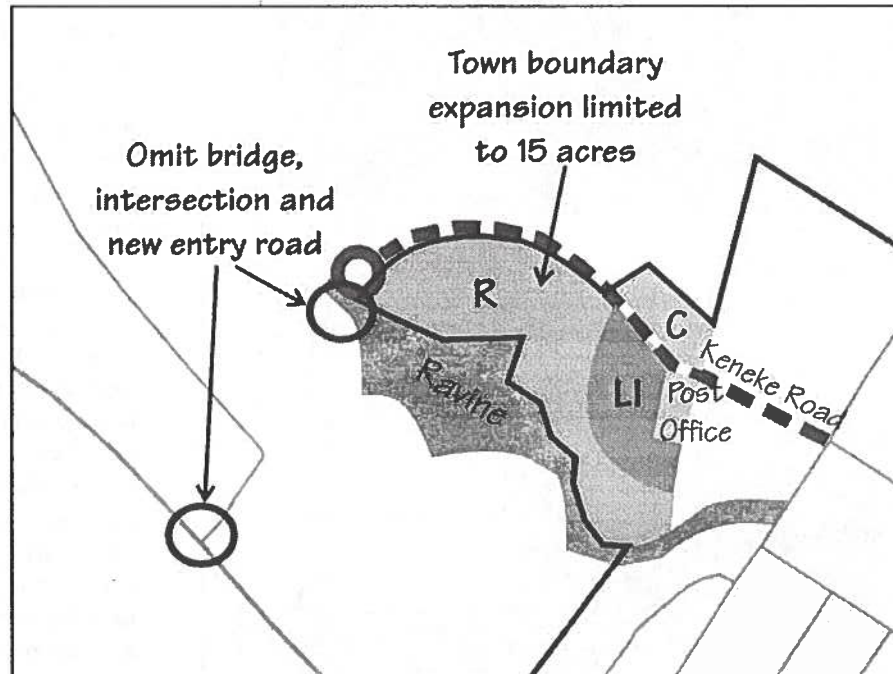 Town boundary
expansion limited
to 15 acres
Omit bridge,
intersection and
new entry road
R
C
Keneke Road
LI
Post
Office
Ravine